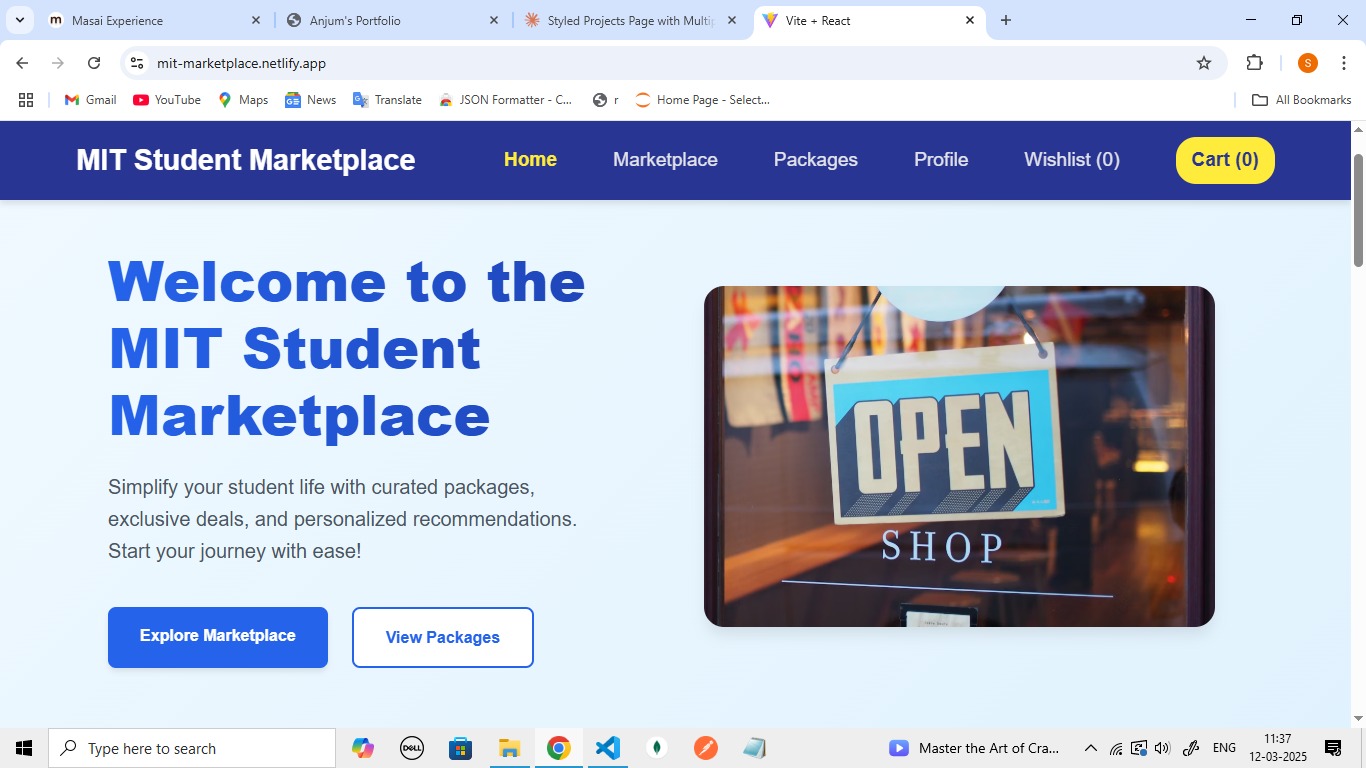 Masai Experience
Anjum's Portfolio
Styled Projects Page with Multip
Vite + React
mit-marketplace.netlify.app
S
Gmail
YouTube
Maps
News
Translate
JSON Formatter - C...
r
Home Page - Select...
All Bookmarks
MIT Student Marketplace
Home
Marketplace
Packages
Profile
Wishlist (0)
Cart (0)
Welcome to the
MIT Student
Marketplace
Simplify your student life with curated packages,
exclusive deals, and personalized recommendations.
Start your journey with ease!
Explore Marketplace
View Packages
OPEN
SHOP
Type here to search
DELL
Master the Art of Cra...
ENG
11:37
12-03-2025